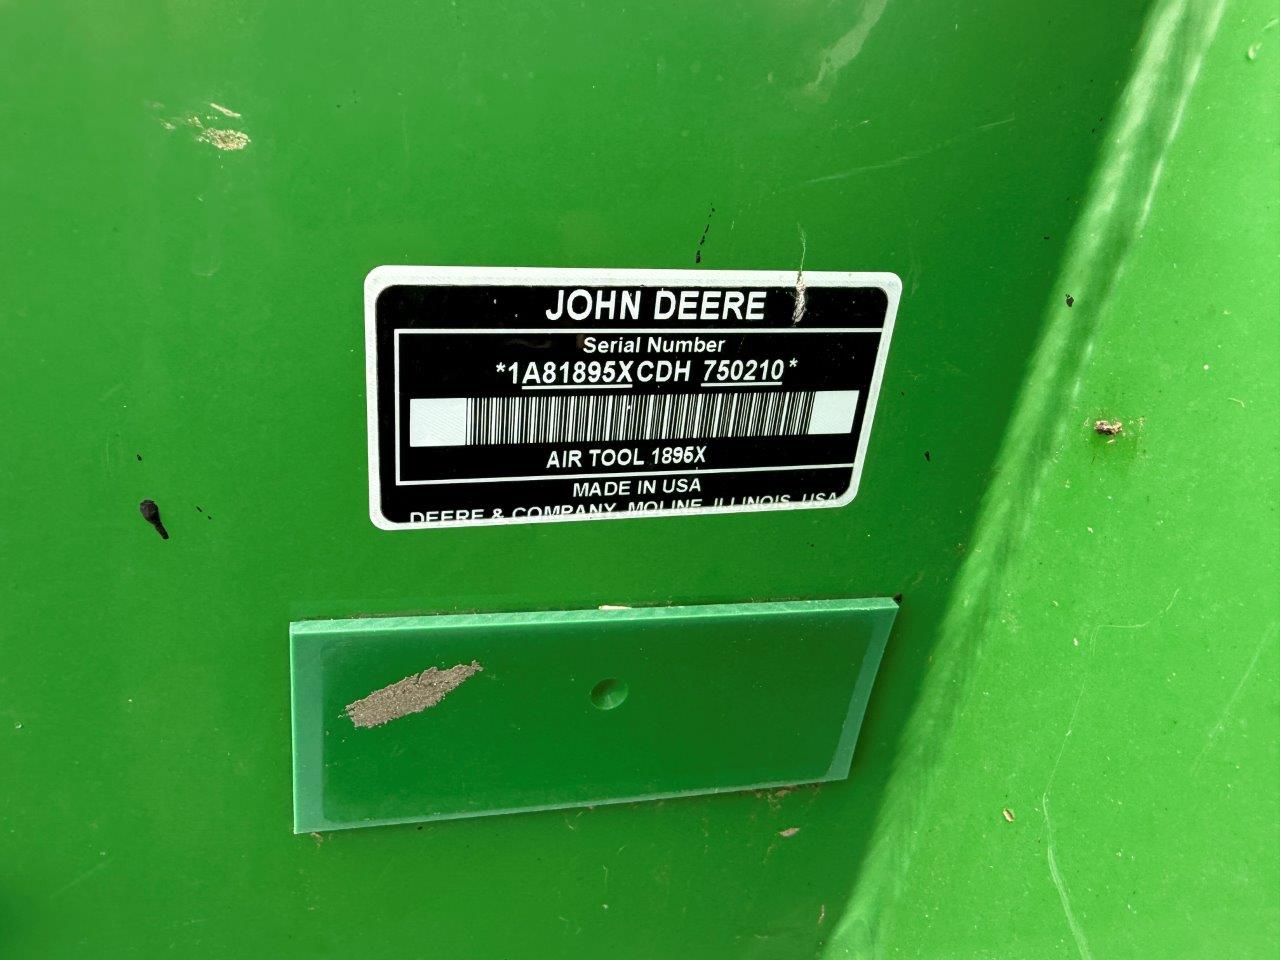 JOHN DEERE
Serial Number
*1A81895XCDH 750210*
AIR TOOL 1895X
MADE IN USA
DEERE & COMPANY, MOLINE, ILLINOIS, USA